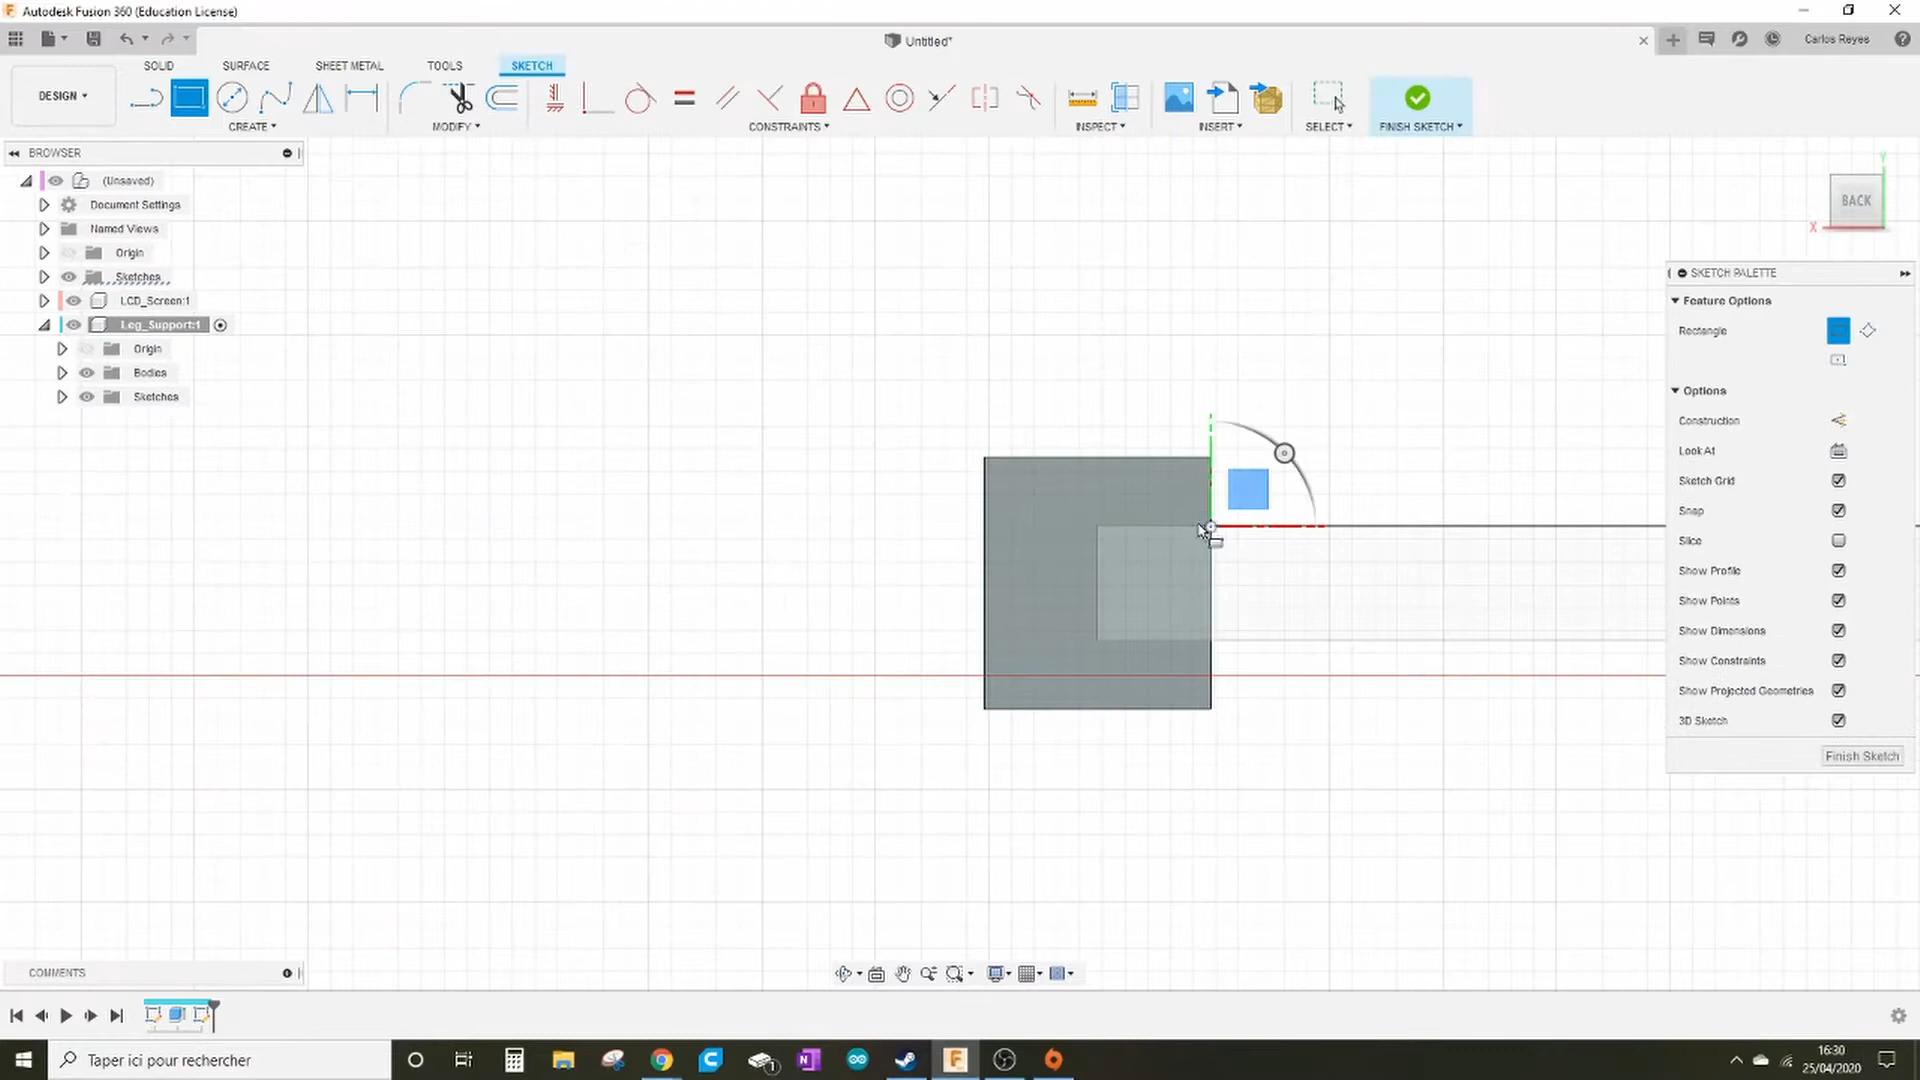 Autodesk Fusion 360 (Education License)
Untitled*
Carlos Reyes
SOLID SURFACE SHEET METAL TOOLS SKETCH
DESIGN
CREATE MODIFY CONSTRAINTS INSPECT INSERT SELECT FINISH SKETCH
BROWSER
(Unsaved)
Document Settings
Named Views
Origin
Sketches
LCD_Screen:1
Leg_Support:1
Origin
Bodies
Sketches
BACK
X
Y
SKETCH PALETTE
Feature Options
Rectangle
Options
Construction
Look At
Sketch Grid
Snap
Slice
Show Profile
Show Points
Show Dimensions
Show Constraints
Show Projected Geometries
3D Sketch
Finish Sketch
COMMENTS
Taper ici pour rechercher
16:30
25/04/2020